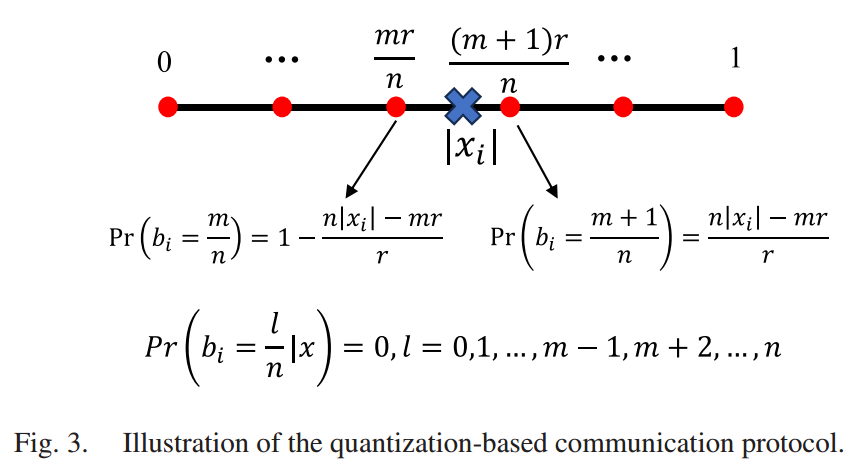 0 ⋯ mr/n (m + 1)r/n ⋯ 1
|x_i|
Pr(b_i = m/n) = 1 − (n|x_i| − mr)/r    Pr(b_i = (m + 1)/n) = (n|x_i| − mr)/r
Pr(b_i = l/n |x) = 0, l = 0,1, …, m − 1, m + 2, …, n
Fig. 3. Illustration of the quantization-based communication protocol.